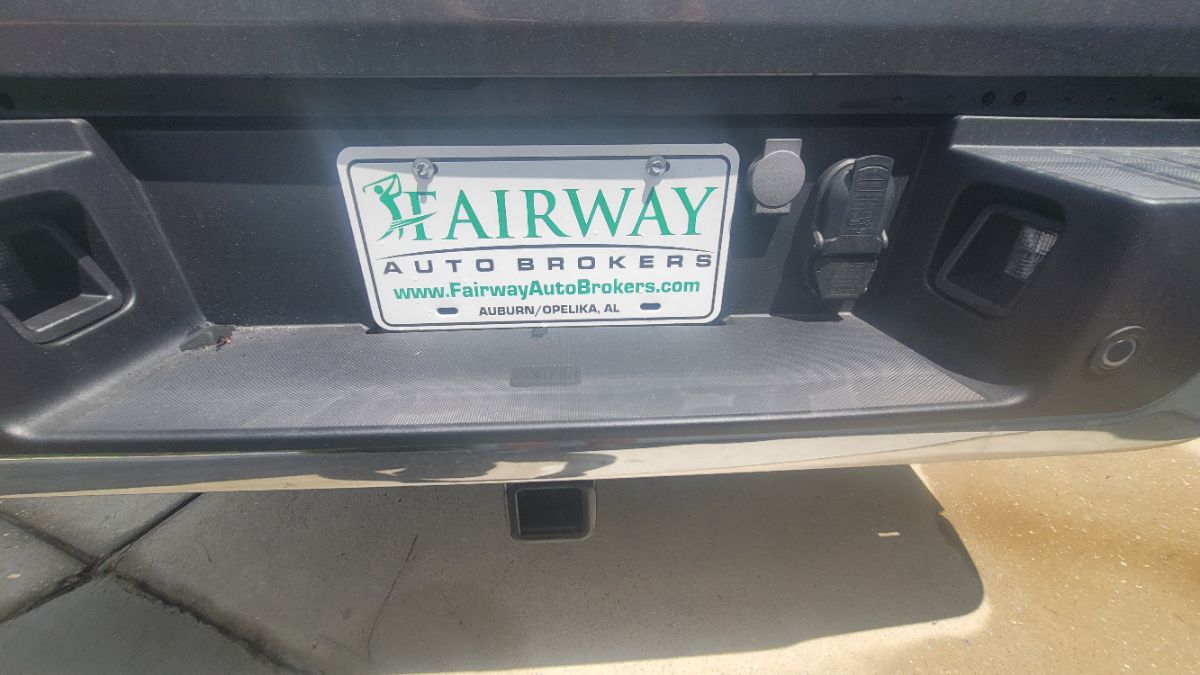 FAIRWAY
AUTO BROKERS
www.FairwayAutoBrokers.com
AUBURN/OPELIKA, AL